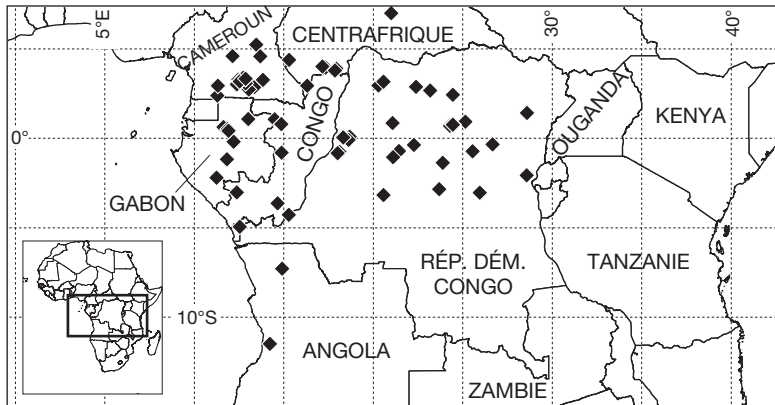 5°E
CAMEROUN
CENTRAFRIQUE
30°
40°
CONGO
OUGANDA
KENYA
0°
GABON
RÉP. DÉM.
CONGO
TANZANIE
10°S
ANGOLA
ZAMBIE